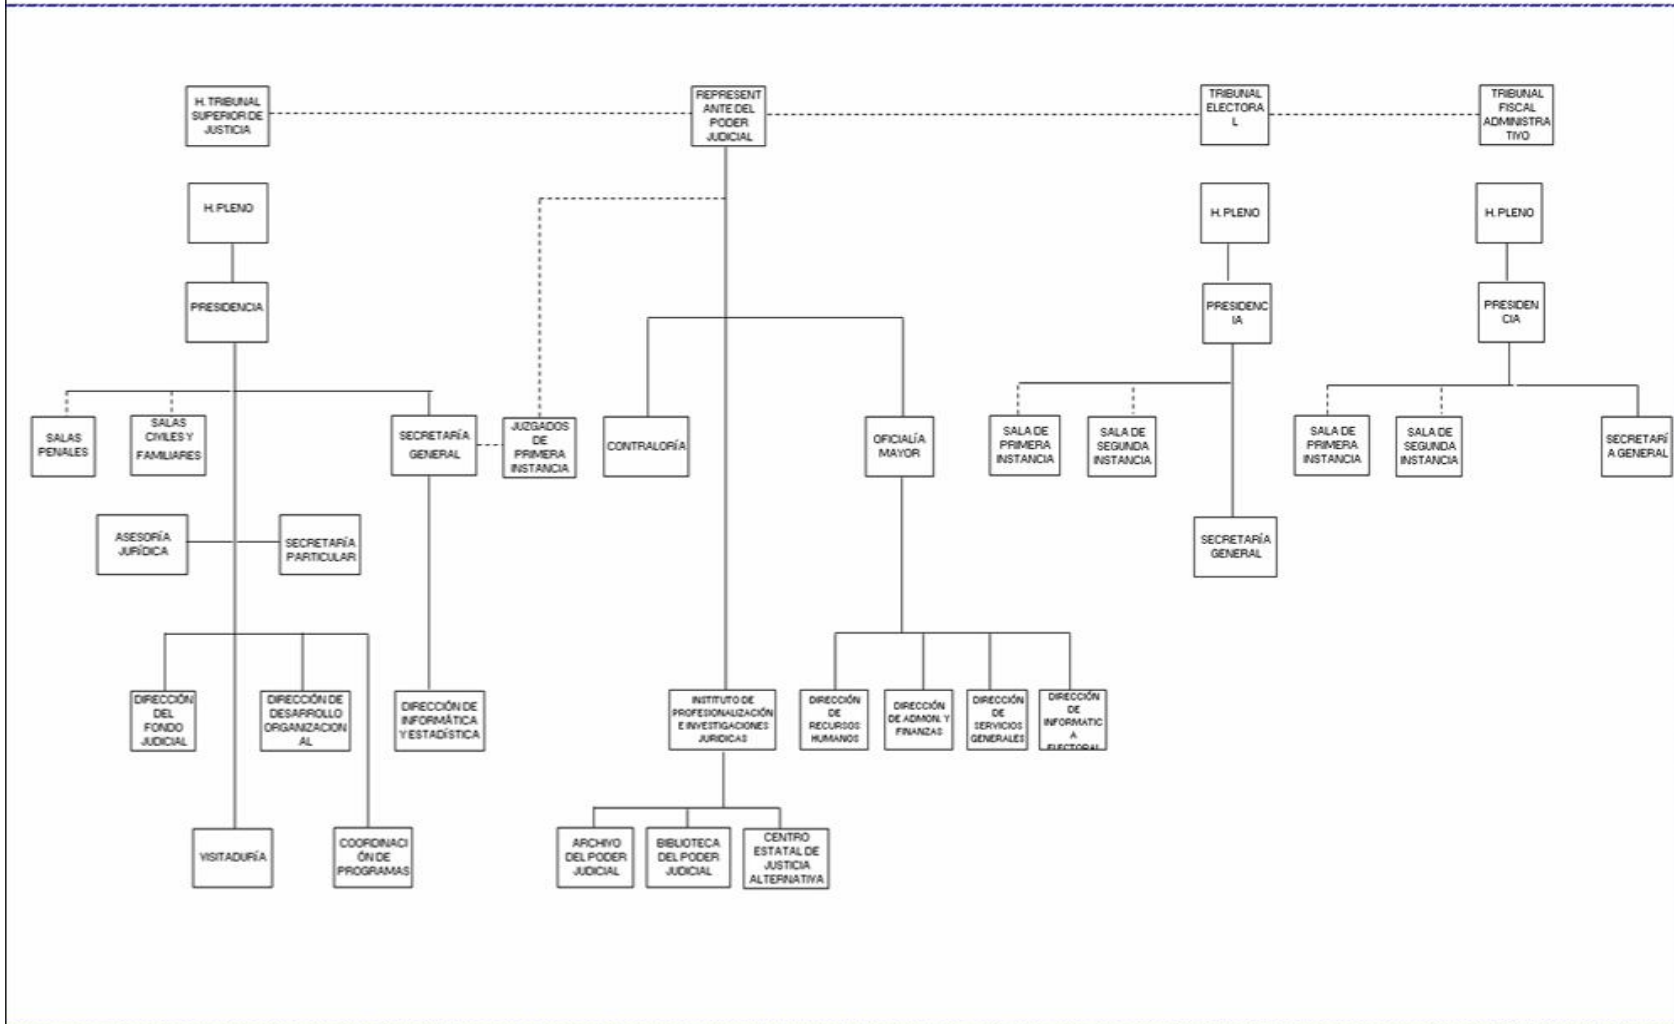 H. TRIBUNAL
SUPERIOR DE
JUSTICIA
REPRESENT
ANTE DEL
PODER
JUDICIAL
TRIBUNAL
ELECTORA
L
TRIBUNAL
FISCAL
ADMINISTRA
TIVO
H. PLENO
H. PLENO
H. PLENO
PRESIDENCIA
PRESIDENC
IA
PRESIDEN
CIA
SALAS
PENALES
SALAS
CIVILES Y
FAMILIARES
SECRETARÍA
GENERAL
JUZGADOS
DE
PRIMERA
INSTANCIA
CONTRALORÍA
OFICIALÍA
MAYOR
SALA DE
PRIMERA
INSTANCIA
SALA DE
SEGUNDA
INSTANCIA
SALA DE
PRIMERA
INSTANCIA
SALA DE
SEGUNDA
INSTANCIA
SECRETARÍ
A GENERAL
ASESORÍA
JURÍDICA
SECRETARÍA
PARTICULAR
SECRETARÍA
GENERAL
DIRECCIÓN
DEL
FONDO
JUDICIAL
DIRECCIÓN DE
DESARROLLO
ORGANIZACION
AL
DIRECCIÓN DE
INFORMÁTICA
Y ESTADÍSTICA
INSTITUTO DE
PROFESIONALIZACIÓN
E INVESTIGACIONES
JURIDICAS
DIRECCIÓN
DE
RECURSOS
HUMANOS
DIRECCIÓN
DE ADMON. Y
FINANZAS
DIRECCIÓN
DE
SERVICIOS
GENERALES
DIRECCIÓN
DE
INFORMATIC
A
ELECTORAL
VISITADURÍA
COORDINACI
ÓN DE
PROGRAMAS
ARCHIVO
DEL PODER
JUDICIAL
BIBLIOTECA
DEL PODER
JUDICIAL
CENTRO
ESTATAL DE
JUSTICIA
ALTERNATIVA